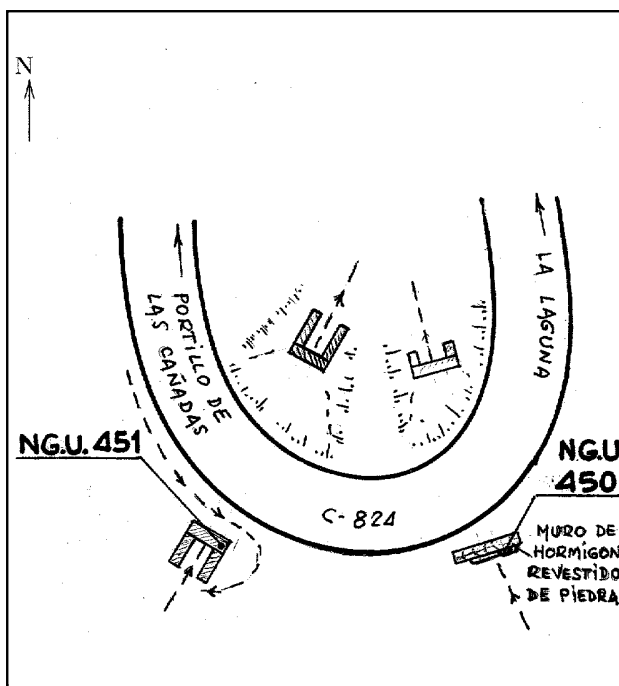 N
PORTILLO DE
LAS CAÑADAS
LA LAGUNA
NG.U. 451
NG.U
450
C-824
MURO DE
HORMIGON
REVESTIDO
DE PIEDRA